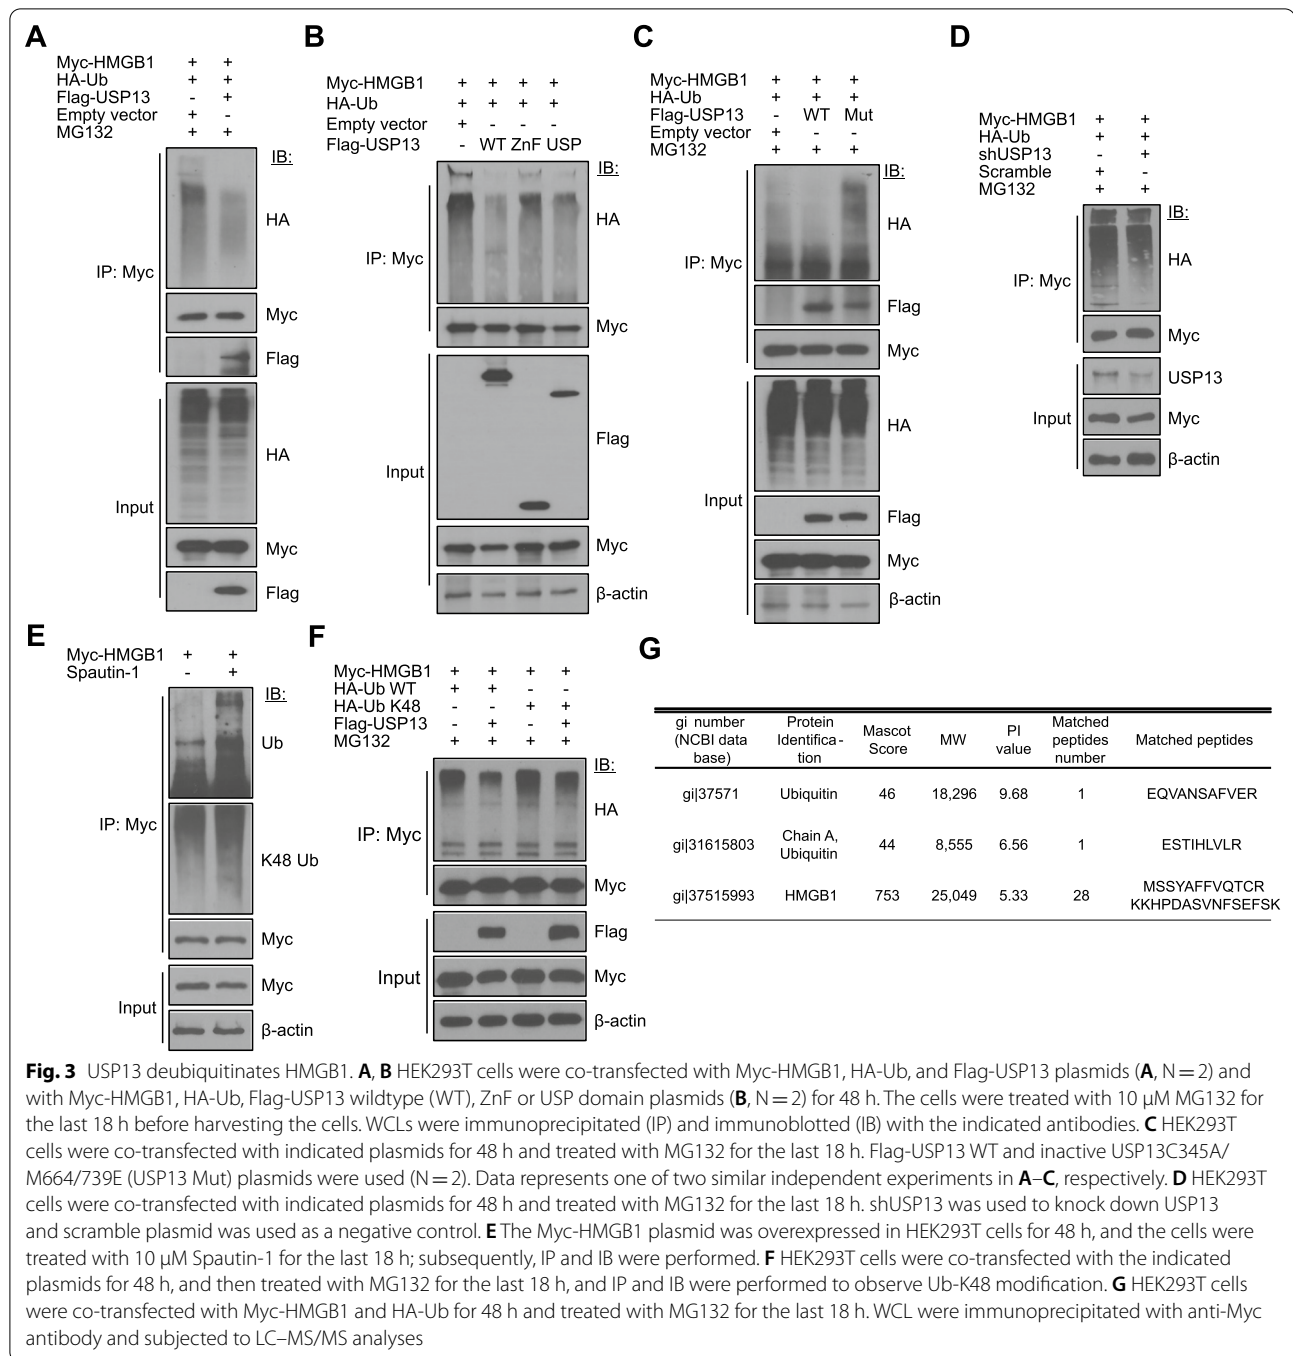 A
Myc-HMGB1 + +
HA-Ub + +
Flag-USP13 - +
Empty vector + -
MG132 + +
IB:
HA
IP: Myc
Myc
Flag
HA
Input
Myc
Flag
B
Myc-HMGB1 + + + +
HA-Ub + + + +
Empty vector + - - -
Flag-USP13 - WT ZnF USP
IB:
HA
IP: Myc
Myc
Flag
Input
Myc
β-actin
C
Myc-HMGB1 + + +
HA-Ub + + +
Flag-USP13 - WT Mut
Empty vector + - -
MG132 + + +
IB:
HA
IP: Myc
Flag
Myc
HA
Input
Flag
Myc
β-actin
D
Myc-HMGB1 + +
HA-Ub + +
shUSP13 - +
Scramble + -
MG132 + +
IB:
HA
IP: Myc
Myc
USP13
Input Myc
β-actin
E
Myc-HMGB1 + +
Spautin-1 - +
IB:
Ub
IP: Myc
K48 Ub
Myc
Myc
Input
β-actin
F
Myc-HMGB1 + + + +
HA-Ub WT + + - -
HA-Ub K48 - - + +
Flag-USP13 - + - +
MG132 + + + +
IB:
HA
IP: Myc
Myc
Flag
Input Myc
β-actin
G
gi number (NCBI data base) Protein Identifica-tion Mascot Score MW PI value Matched peptides number Matched peptides
gi|37571 Ubiquitin 46 18,296 9.68 1 EQVANSAFVER
gi|31615803 Chain A, Ubiquitin 44 8,555 6.56 1 ESTIHLVLR
gi|37515993 HMGB1 753 25,049 5.33 28 MSSYAFFVQTCR KKHPDASVNFSEFSK
Fig. 3 USP13 deubiquitinates HMGB1. A, B HEK293T cells were co-transfected with Myc-HMGB1, HA-Ub, and Flag-USP13 plasmids (A, N = 2) and
with Myc-HMGB1, HA-Ub, Flag-USP13 wildtype (WT), ZnF or USP domain plasmids (B, N = 2) for 48 h. The cells were treated with 10 μM MG132 for
the last 18 h before harvesting the cells. WCLs were immunoprecipitated (IP) and immunoblotted (IB) with the indicated antibodies. C HEK293T
cells were co-transfected with indicated plasmids for 48 h and treated with MG132 for the last 18 h. Flag-USP13 WT and inactive USP13C345A/
M664/739E (USP13 Mut) plasmids were used (N = 2). Data represents one of two similar independent experiments in A–C, respectively. D HEK293T
cells were co-transfected with indicated plasmids for 48 h and treated with MG132 for the last 18 h. shUSP13 was used to knock down USP13
and scramble plasmid was used as a negative control. E The Myc-HMGB1 plasmid was overexpressed in HEK293T cells for 48 h, and the cells were
treated with 10 μM Spautin-1 for the last 18 h; subsequently, IP and IB were performed. F HEK293T cells were co-transfected with the indicated
plasmids for 48 h, and then treated with MG132 for the last 18 h, and IP and IB were performed to observe Ub-K48 modification. G HEK293T cells
were co-transfected with Myc-HMGB1 and HA-Ub for 48 h and treated with MG132 for the last 18 h. WCL were immunoprecipitated with anti-Myc
antibody and subjected to LC–MS/MS analyses